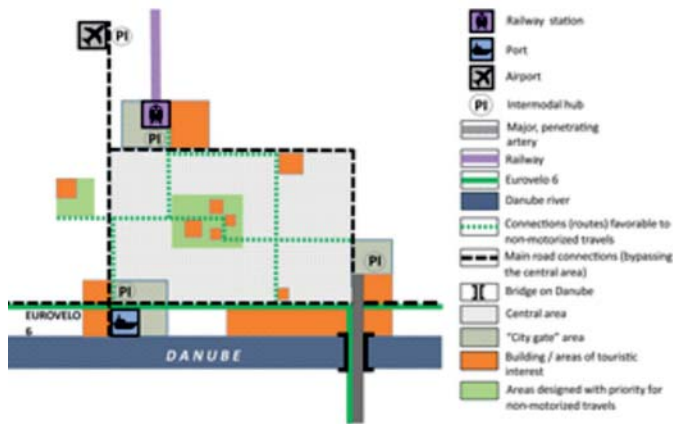 PI
PI
PI
PI
EUROVELO
6
DANUBE
Railway station
Port
Airport
PI
Intermodal hub
Major, penetrating
artery
Railway
Eurovelo 6
Danube river
Connections (routes) favorable to
non-motorized travels
Main road connections (bypassing
the central area)
Bridge on Danube
Central area
"City gate" area
Building / areas of touristic
interest
Areas designed with priority for
non-motorized travels